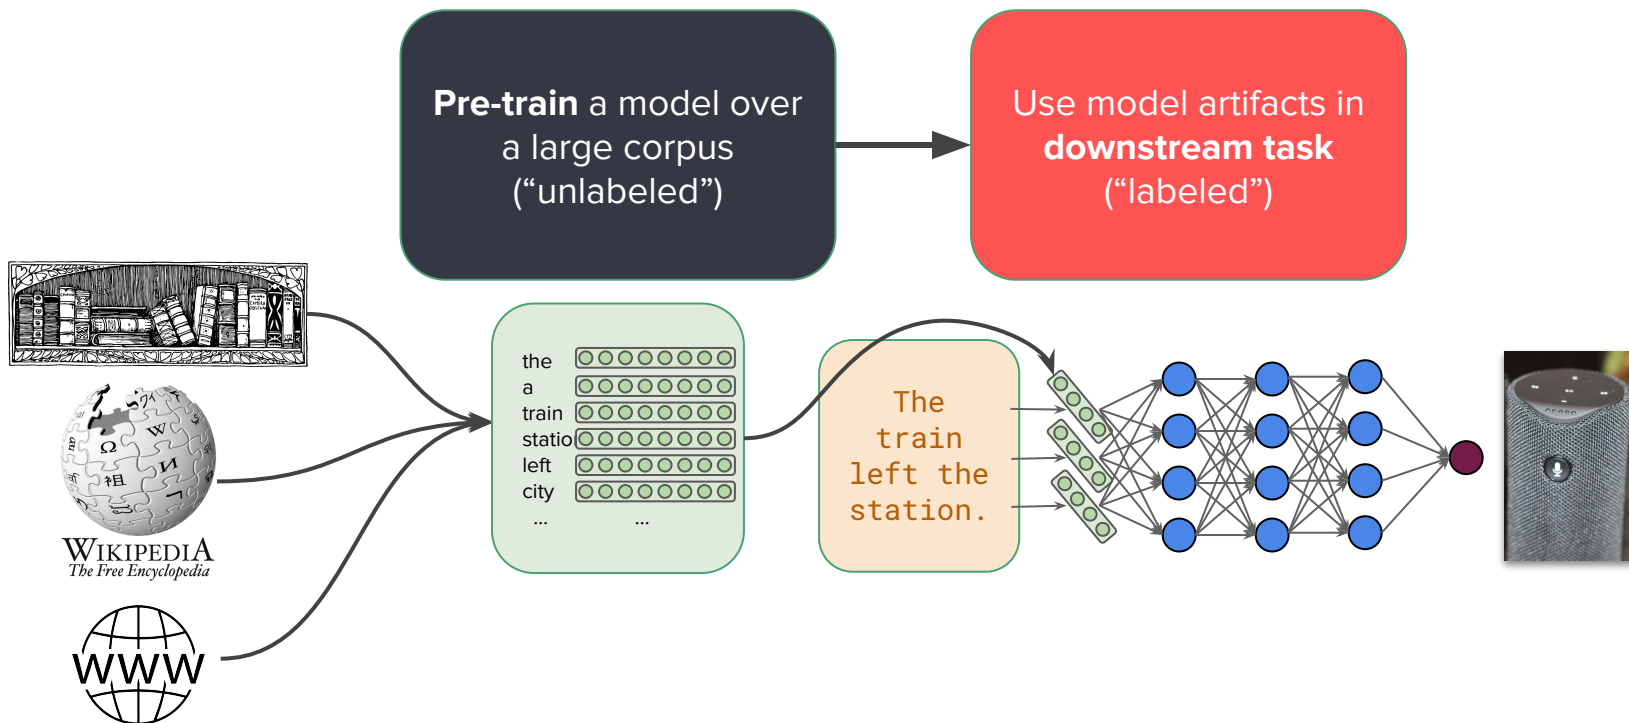 Pre-train a model over
a large corpus
(“unlabeled”)
Use model artifacts in
downstream task
(“labeled”)
the
a
train
statio
left
city
...
...
The
train
left the
station.
WIKIPEDIA
The Free Encyclopedia
WWW